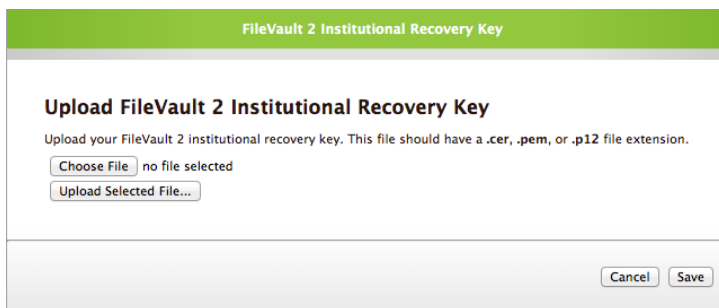 FileVault 2 Institutional Recovery Key
Upload FileVault 2 Institutional Recovery Key
Upload your FileVault 2 institutional recovery key. This file should have a .cer, .pem, or .p12 file extension.
Choose File no file selected
Upload Selected File...
Cancel Save